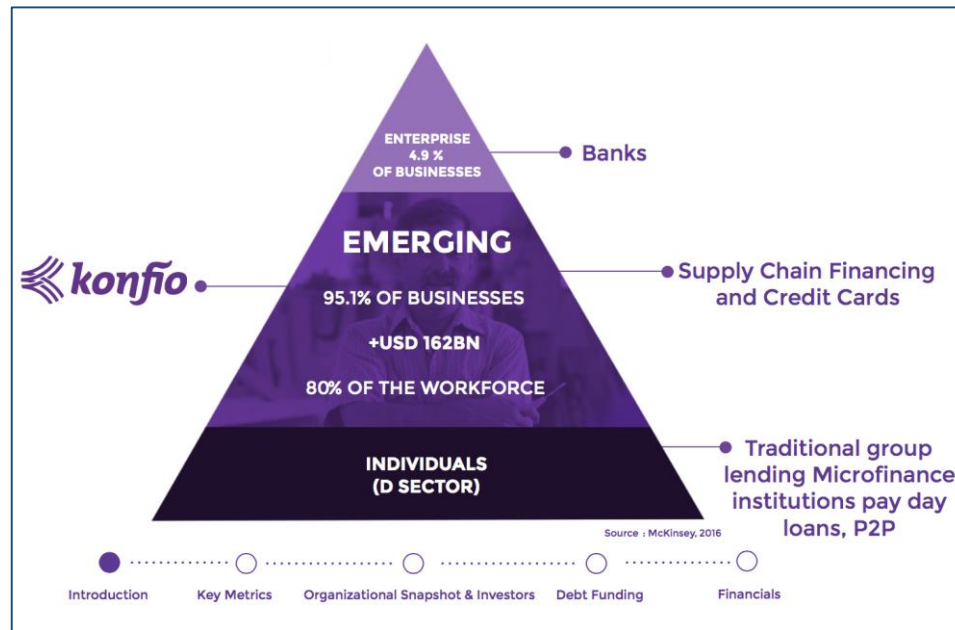 ENTERPRISE
4.9 %
OF BUSINESSES
Banks
EMERGING
konfio
95.1% OF BUSINESSES
+USD 162BN
80% OF THE WORKFORCE
Supply Chain Financing
and Credit Cards
INDIVIDUALS
(D SECTOR)
Traditional group
lending Microfinance
institutions pay day
loans, P2P
Source : McKinsey, 2016
Introduction
Key Metrics
Organizational Snapshot & Investors
Debt Funding
Financials